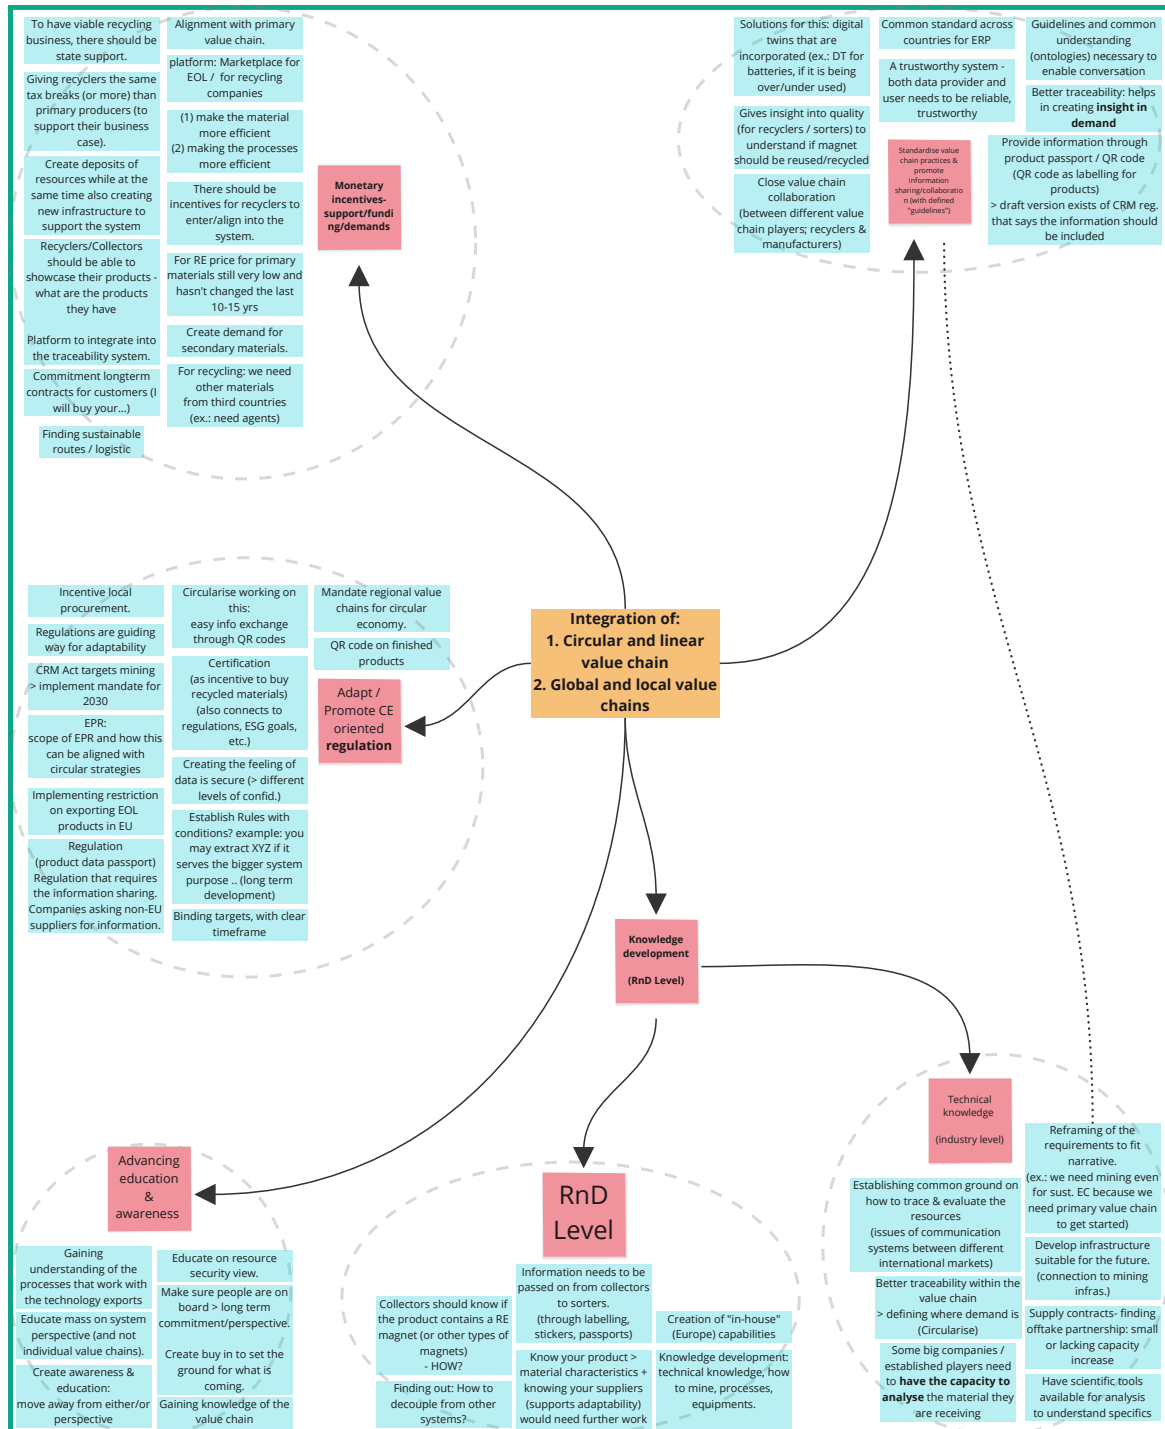 To have viable recycling
business, there should be
state support.
Giving recyclers the same
tax breaks (or more) than
primary producers (to
support their business
case).
Create deposits of
resources while at the
same time also creating
new infrastructure to
support the system
Recyclers/Collectors
should be able to
showcase their products -
what are the products
they have
Platform to integrate into
the traceability system.
Commitment longterm
contracts for customers (I
will buy your...)
Finding sustainable
routes / logistic
Alignment with primary
value chain.
platform: Marketplace for
EOL / for recycling
companies
(1) make the material
more efficient
(2) making the processes
more efficient
There should be
incentives for recyclers to
enter/align into the
system.
For RE price for primary
materials still very low and
hasn't changed the last
10-15 yrs
Create demand for
secondary materials.
For recycling: we need
other materials
from third countries
(ex.: need agents)
Monetary
incentives-
support/fundi
ng/demands
Solutions for this: digital
twins that are
incorporated (ex.: DT for
batteries, if it is being
over/under used)
Gives insight into quality
(for recyclers / sorters) to
understand if magnet
should be reused/recycled
Close value chain
collaboration
(between different value
chain players; recyclers &
manufacturers)
Common standard across
countries for ERP
A trustworthy system -
both data provider and
user needs to be reliable,
trustworthy
Standardise value
chain practices &
promote
information
sharing/collaboratio
n (with defined
"guidelines")
Guidelines and common
understanding
(ontologies) necessary to
enable conversation
Better traceability: helps
in creating insight in
demand
Provide information through
product passport / QR code
(QR code as labelling for
products)
> draft version exists of CRM reg.
that says the information should
be included
Incentive local
procurement.
Regulations are guiding
way for adaptability
CRM Act targets mining
> implement mandate for
2030
EPR:
scope of EPR and how this
can be aligned with
circular strategies
Implementing restriction
on exporting EOL
products in EU
Regulation
(product data passport)
Regulation that requires
the information sharing.
Companies asking non-EU
suppliers for information.
Circularise working on
this:
easy info exchange
through QR codes
Certification
(as incentive to buy
recycled materials)
(also connects to
regulations, ESG goals,
etc.)
Creating the feeling of
data is secure (> different
levels of confid.)
Establish Rules with
conditions? example: you
may extract XYZ if it
serves the bigger system
purpose .. (long term
development)
Binding targets, with clear
timeframe
Mandate regional value
chains for circular
economy.
QR code on finished
products
Adapt /
Promote CE
oriented
regulation
Integration of:
1. Circular and linear
value chain
2. Global and local value
chains
Knowledge
development
(RnD Level)
Technical
knowledge
(industry level)
Advancing
education
&
awareness
Gaining
understanding of the
processes that work with
the technology exports
Educate mass on system
perspective (and not
individual value chains).
Create awareness &
education:
move away from either/or
perspective
Educate on resource
security view.
Make sure people are on
board > long term
commitment/perspective.
Create buy in to set the
ground for what is
coming.
Gaining knowledge of the
value chain
RnD
Level
Collectors should know if
the product contains a RE
magnet (or other types of
magnets)
- HOW?
Finding out: How to
decouple from other
systems?
Information needs to be
passed on from collectors
to sorters.
(through labelling,
stickers, passports)
Know your product >
material characteristics +
knowing your suppliers
(supports adaptability)
would need further work
Creation of "in-house"
(Europe) capabilities
Knowledge development:
technical knowledge, how
to mine, processes,
equipments.
Establishing common ground on
how to trace & evaluate the
resources
(issues of communication
systems between different
international markets)
Better traceability within the
value chain
> defining where demand is
(Circularise)
Some big companies /
established players need
to have the capacity to
analyse the material they
are receiving
Reframing of the
requirements to fit
narrative.
(ex.: we need mining even
for sust. EC because we
need primary value chain
to get started)
Develop infrastructure
suitable for the future.
(connection to mining
infras.)
Supply contracts- finding
offtake partnership: small
or lacking capacity
increase
Have scientific tools
available for analysis
to understand specifics